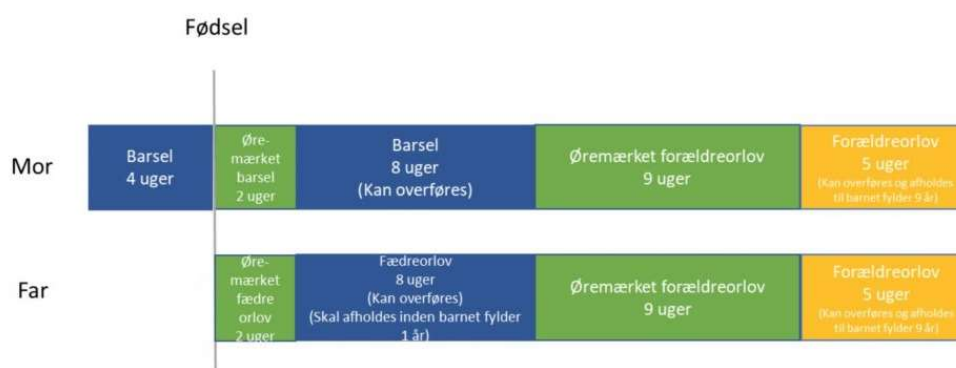 Fødsel
Mor
Barsel
4 uger
Øre-
mærket
barsel
2 uger
Barsel
8 uger
(Kan overføres)
Øremærket forældreorlov
9 uger
Forældreorlov
5 uger
(Kan overføres og afholdes
til barnet fylder 9 år)
Far
Øre-
mærket
fædre
orlov
2 uger
Fædreorlov
8 uger
(Kan overføres)
(Skal afholdes inden barnet fylder
1 år)
Øremærket forældreorlov
9 uger
Forældreorlov
5 uger
(Kan overføres og afholdes
til barnet fylder 9 år)